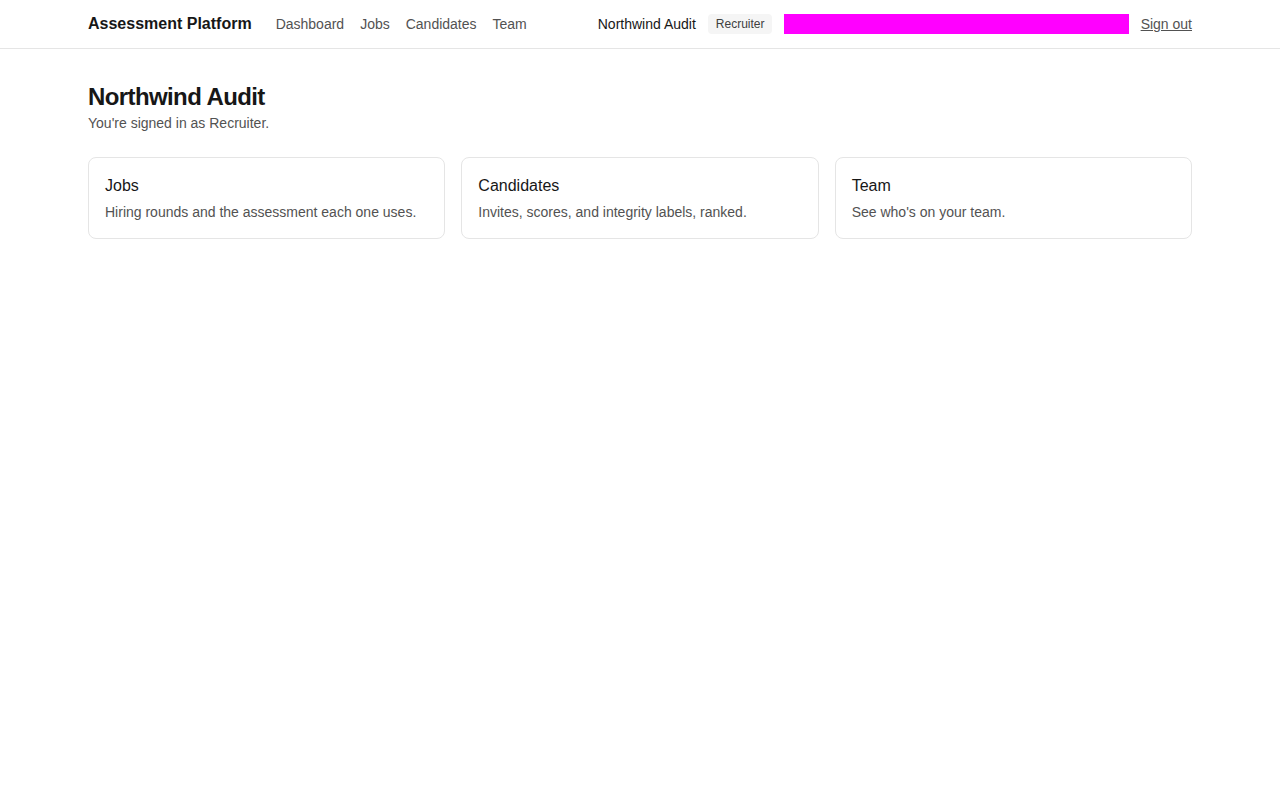 Assessment Platform Dashboard Jobs Candidates Team Northwind Audit Recruiter Sign out
Northwind Audit
You're signed in as Recruiter.
Jobs
Hiring rounds and the assessment each one uses.
Candidates
Invites, scores, and integrity labels, ranked.
Team
See who's on your team.